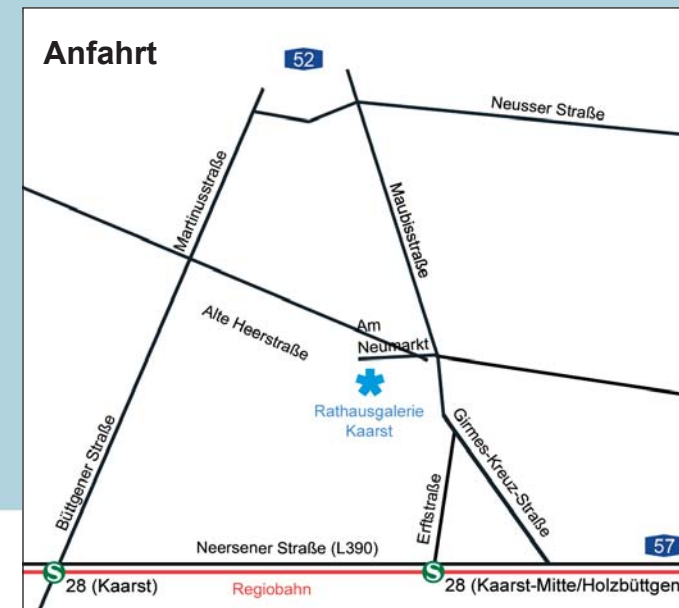 Anfahrt
52
Neusser Straße
Martinusstraße
Maubisstraße
Alte Heerstraße
Am
Neumarkt
Rathausgalerie
Kaarst
Büttgener Straße
Girmes-Kreuz-Straße
Erftstraße
57
Neersener Straße (L390)
S
28 (Kaarst)
Regiobahn
S
28 (Kaarst-Mitte/Holzbüttgen